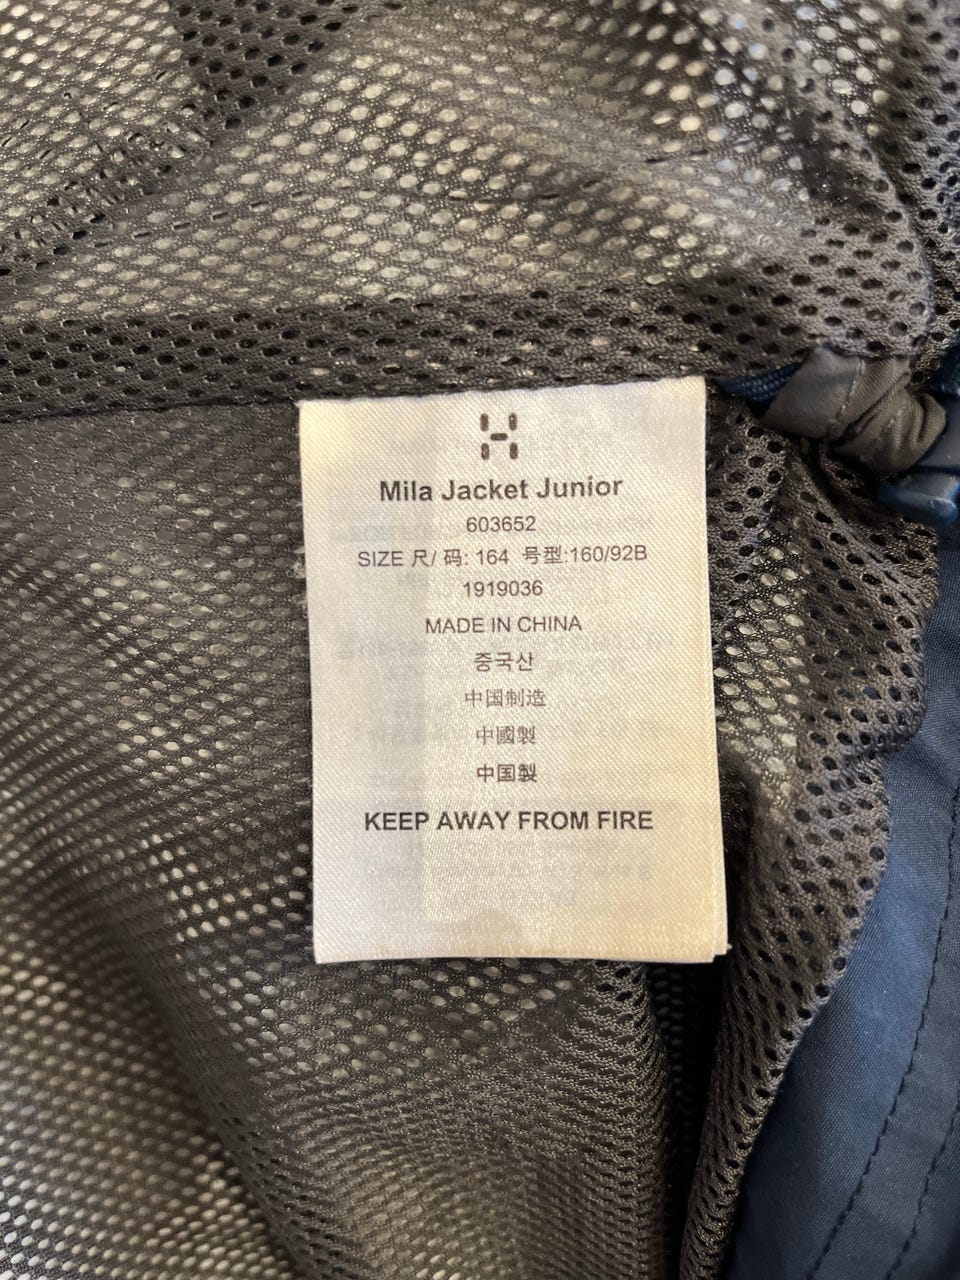 Mila Jacket Junior
603652
SIZE 尺/ 码: 164 号型:160/92B
1919036
MADE IN CHINA
중국산
中国制造
中國製
中国製
KEEP AWAY FROM FIRE